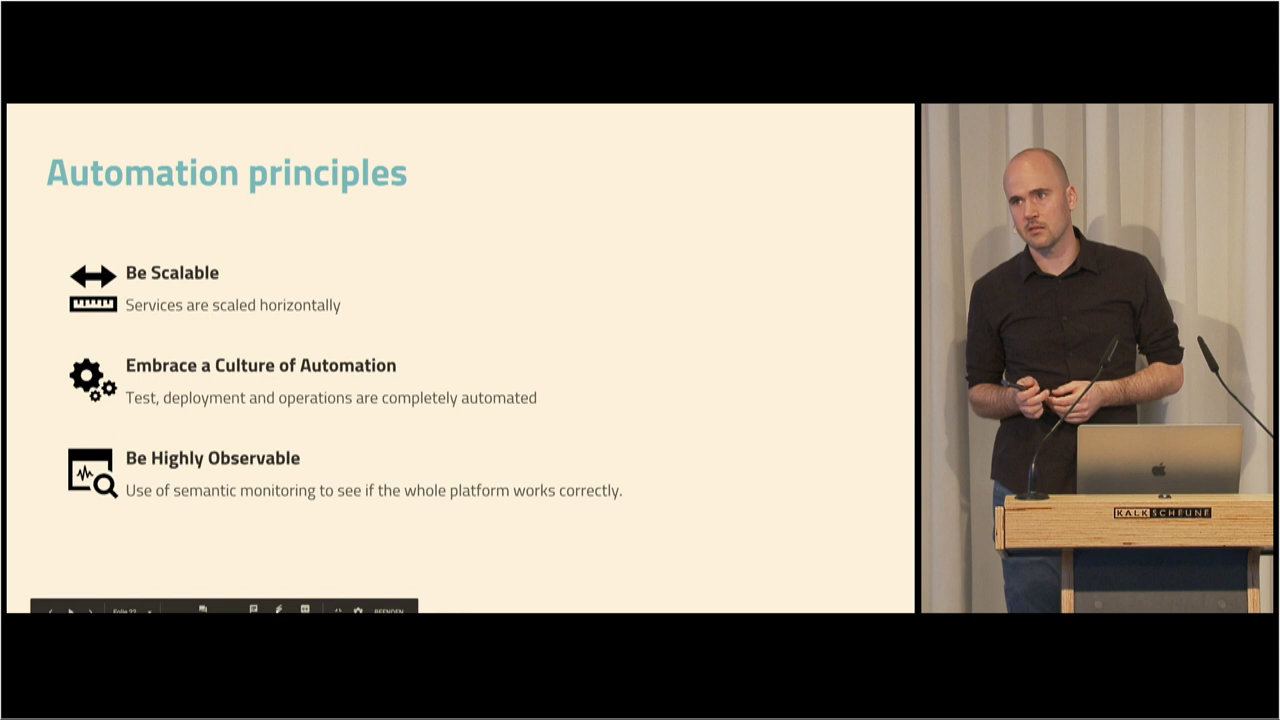 Automation principles
Be Scalable
Services are scaled horizontally
Embrace a Culture of Automation
Test, deployment and operations are completely automated
Be Highly Observable
Use of semantic monitoring to see if the whole platform works correctly.
KALKSCHEUNE
BEENDEN